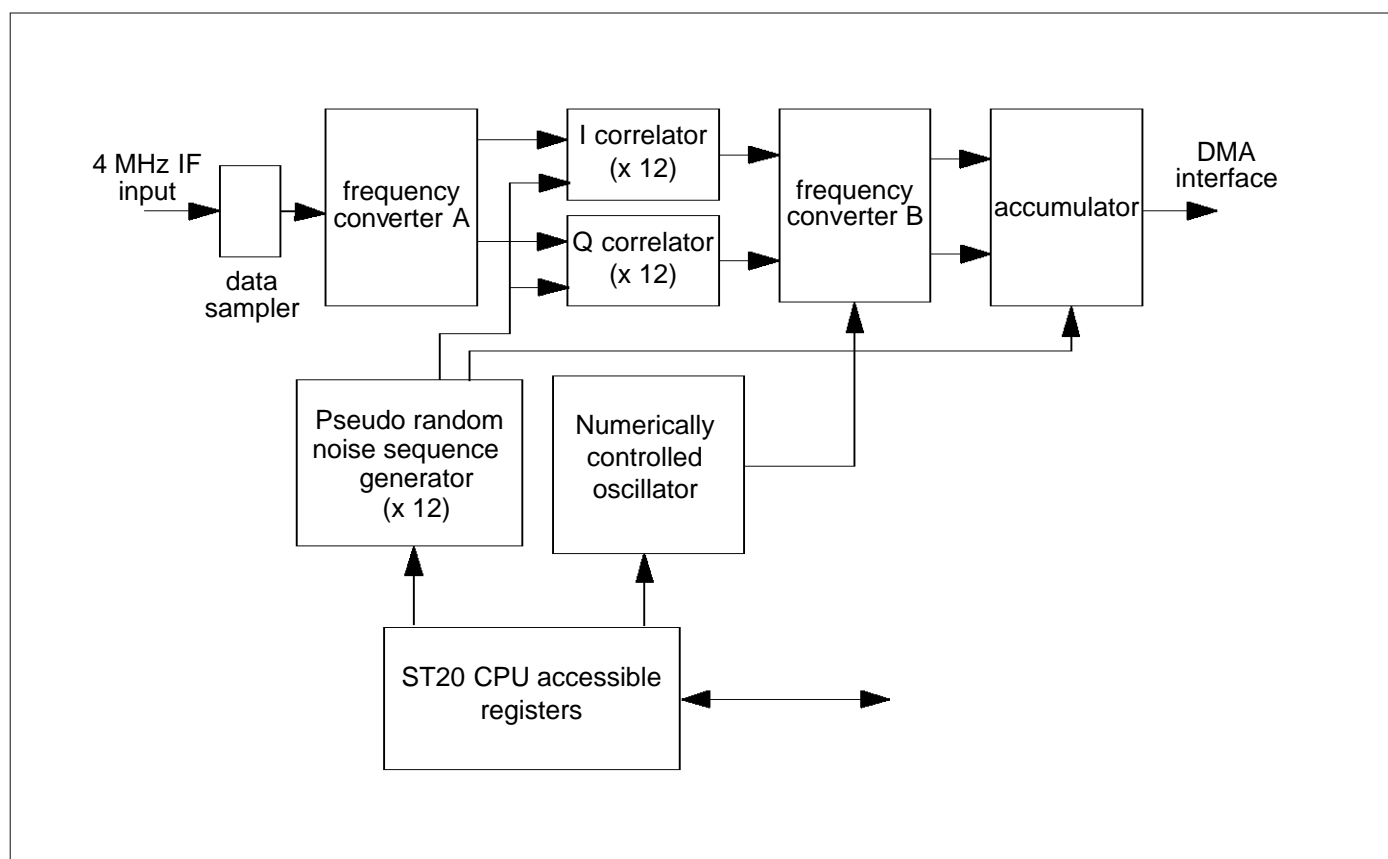 4 MHz IF
input
data
sampler
frequency
converter A
I correlator
(x 12)
Q correlator
(x 12)
frequency
converter B
accumulator
DMA
interface
Pseudo random
noise sequence
generator
(x 12)
Numerically
controlled
oscillator
ST20 CPU accessible
registers